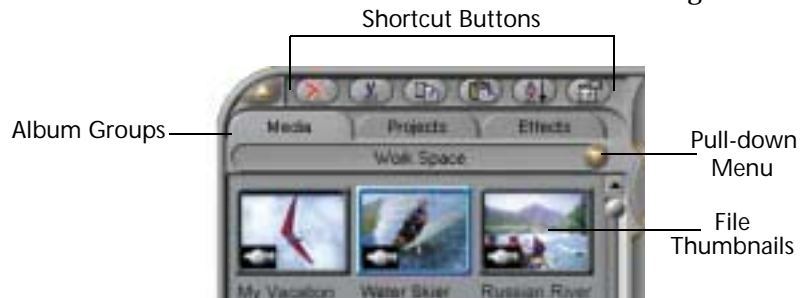 Shortcut Buttons
Album Groups
Media Projects Effects
Pull-down
Menu
Work Space
File
Thumbnails
My Vacation Water Skier Russian River